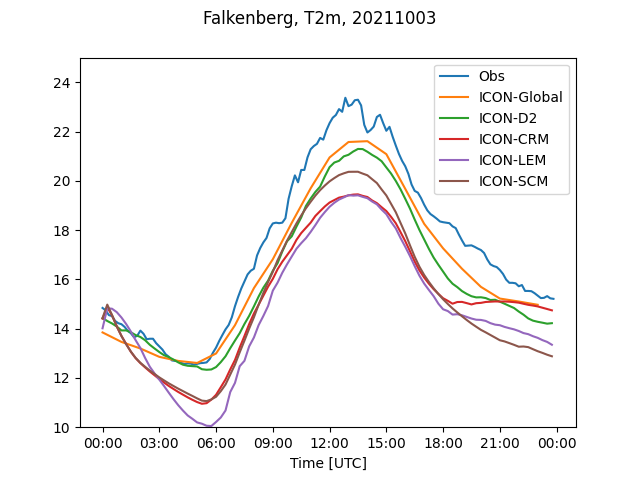 Falkenberg, T2m, 20211003
Obs
ICON-Global
ICON-D2
ICON-CRM
ICON-LEM
ICON-SCM
24
22
20
18
16
14
12
10
00:00 03:00 06:00 09:00 12:00 15:00 18:00 21:00 00:00
Time [UTC]